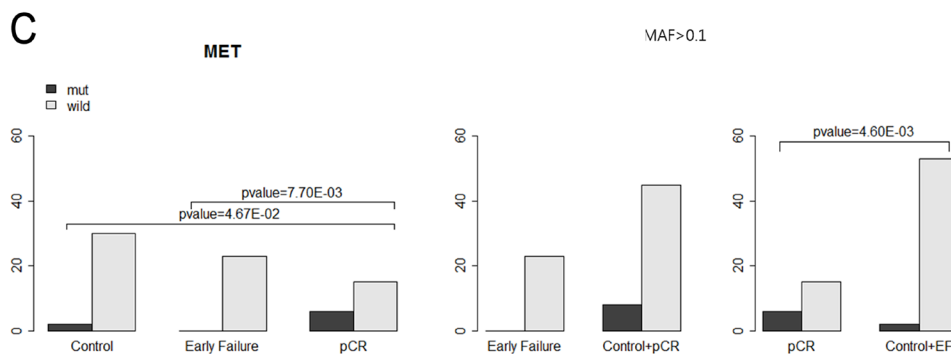 C
MET
MAF>0.1
mut
wild
60
40
20
0
pvalue=7.70E-03
pvalue=4.67E-02
Control
Early Failure
pCR
60
40
20
0
Early Failure
Control+pCR
60
40
20
0
pvalue=4.60E-03
pCR
Control+EF